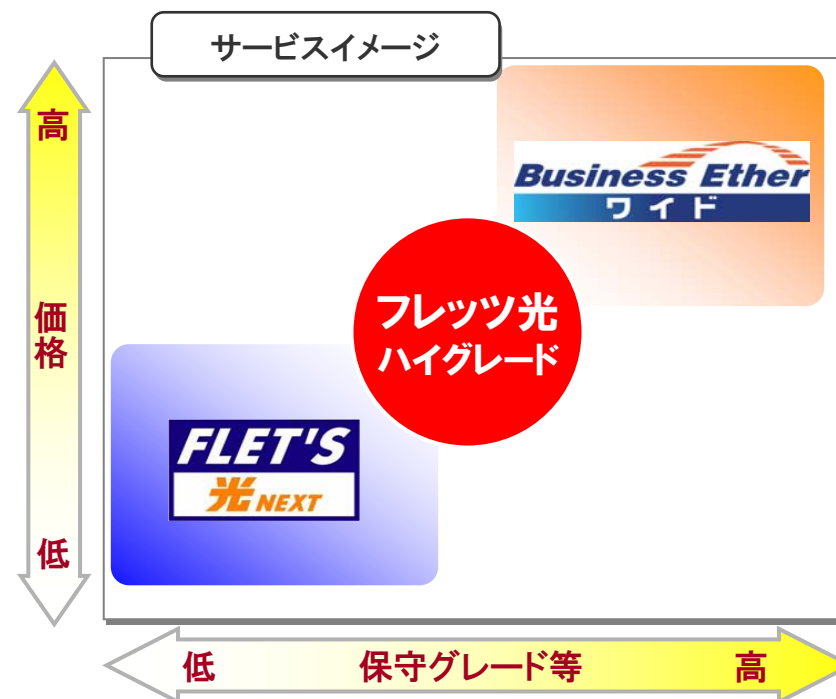 サービスイメージ
高
価格
低
Business Ether
ワイド
フレッツ光
ハイグレード
FLET'S
光 NEXT
低 保守グレード等 高